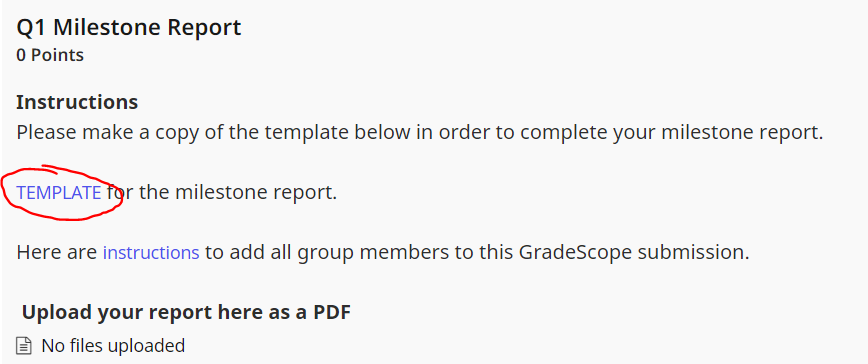 Q1 Milestone Report
0 Points
Instructions
Please make a copy of the template below in order to complete your milestone report.
TEMPLATE for the milestone report.
Here are instructions to add all group members to this GradeScope submission.
Upload your report here as a PDF
No files uploaded